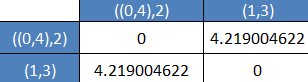 ((0,4),2) (1,3)
((0,4),2) 0 4.219004622
(1,3) 4.219004622 0